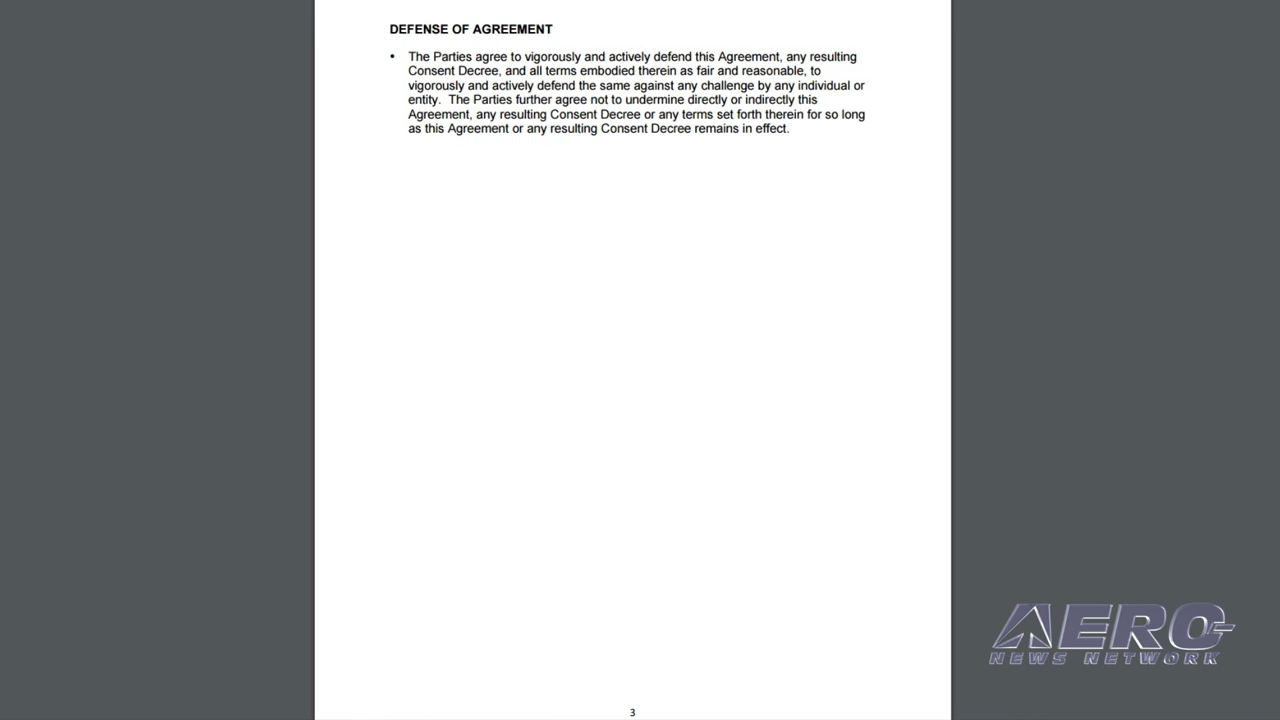 DEFENSE OF AGREEMENT
• The Parties agree to vigorously and actively defend this Agreement, any resulting
Consent Decree, and all terms embodied therein as fair and reasonable, to
vigorously and actively defend the same against any challenge by any individual or
entity.  The Parties further agree not to undermine directly or indirectly this
Agreement, any resulting Consent Decree or any terms set forth therein for so long
as this Agreement or any resulting Consent Decree remains in effect.
AERO
NEWS NETWORK
3